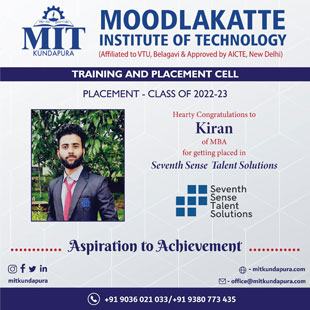 MIT
KUNDAPURA
MOODLAKATTE
INSTITUTE OF TECHNOLOGY
(Affiliated to VTU, Belagavi & Approved by AICTE, New Delhi)
TRAINING AND PLACEMENT CELL
PLACEMENT - CLASS OF 2022-23
Hearty Congratulations to
Kiran
of MBA
for getting placed in
Seventh Sense Talent Solutions
Seventh
Sense
Talent
Solutions
Aspiration to Achievement
mitkundapura
- mitkundapura.com
- office@mitkundapura.com
+91 9036 021 033/+91 9380 773 435